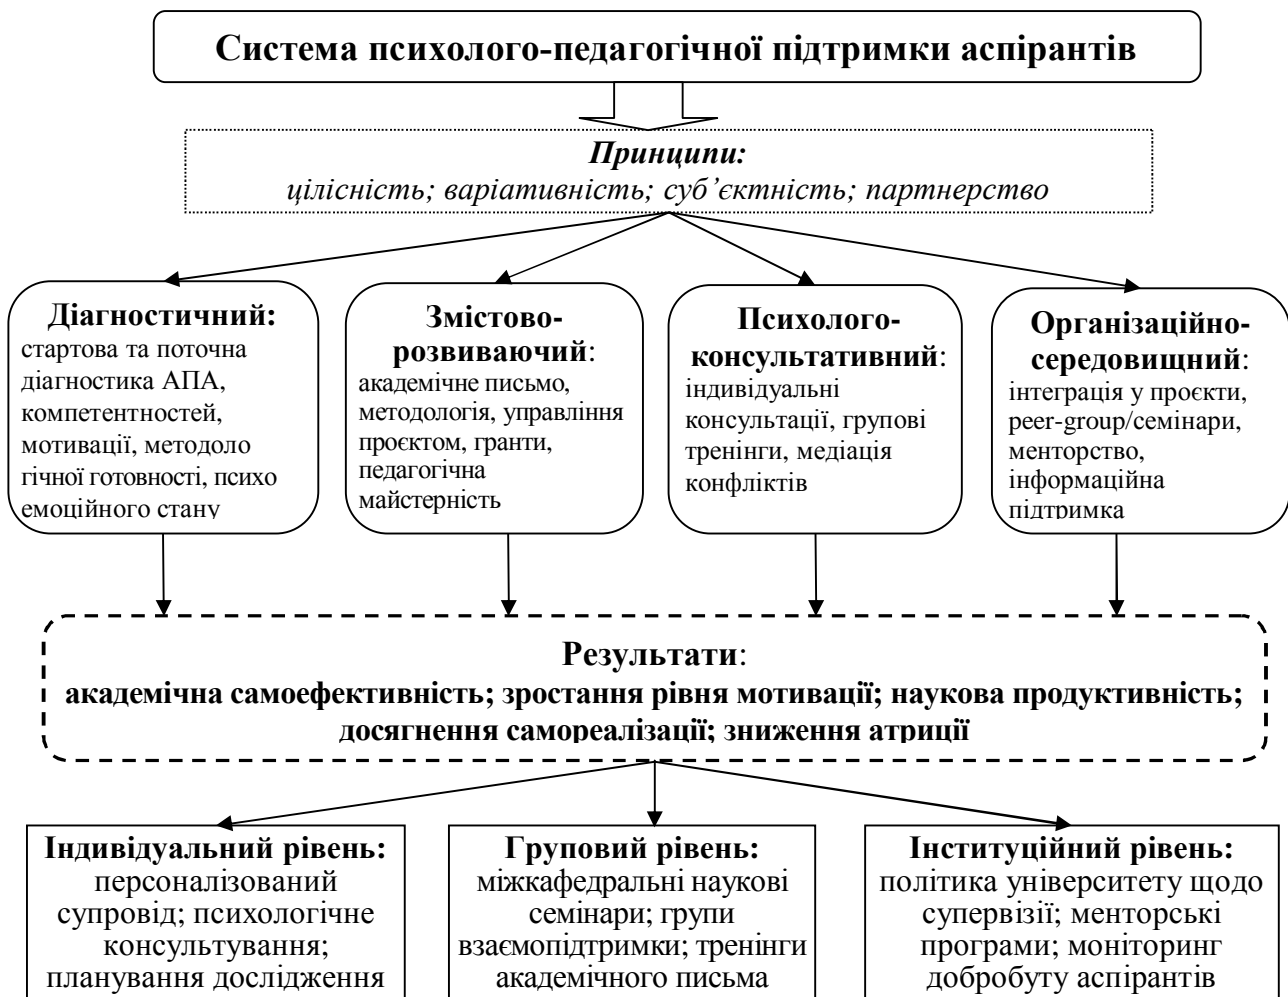 Система психолого-педагогічної підтримки аспірантів
Принципи:
цілісність; варіативність; суб’єктність; партнерство
Діагностичний:
стартова та поточна
діагностика АПА,
компетентностей,
мотивації, методоло
гічної готовності, психо
емоційного стану
Змістово-
розвиваючий:
академічне письмо,
методологія, управління
проєктом, гранти,
педагогічна
майстерність
Психолого-
консультативний:
індивідуальні
консультації, групові
тренінги, медіація
конфліктів
Організаційно-
середовищний:
інтеграція у проєкти,
peer-group/семінари,
менторство,
інформаційна
підтримка
Результати:
академічна самоефективність; зростання рівня мотивації; наукова продуктивність;
досягнення самореалізації; зниження атриції
Індивідуальний рівень:
персоналізований
супровід; психологічне
консультування;
планування дослідження
Груповий рівень:
міжкафедральні наукові
семінари; групи
взаємопідтримки; тренінги
академічного письма
Інституційний рівень:
політика університету щодо
супервізії; менторські
програми; моніторинг
добробуту аспірантів